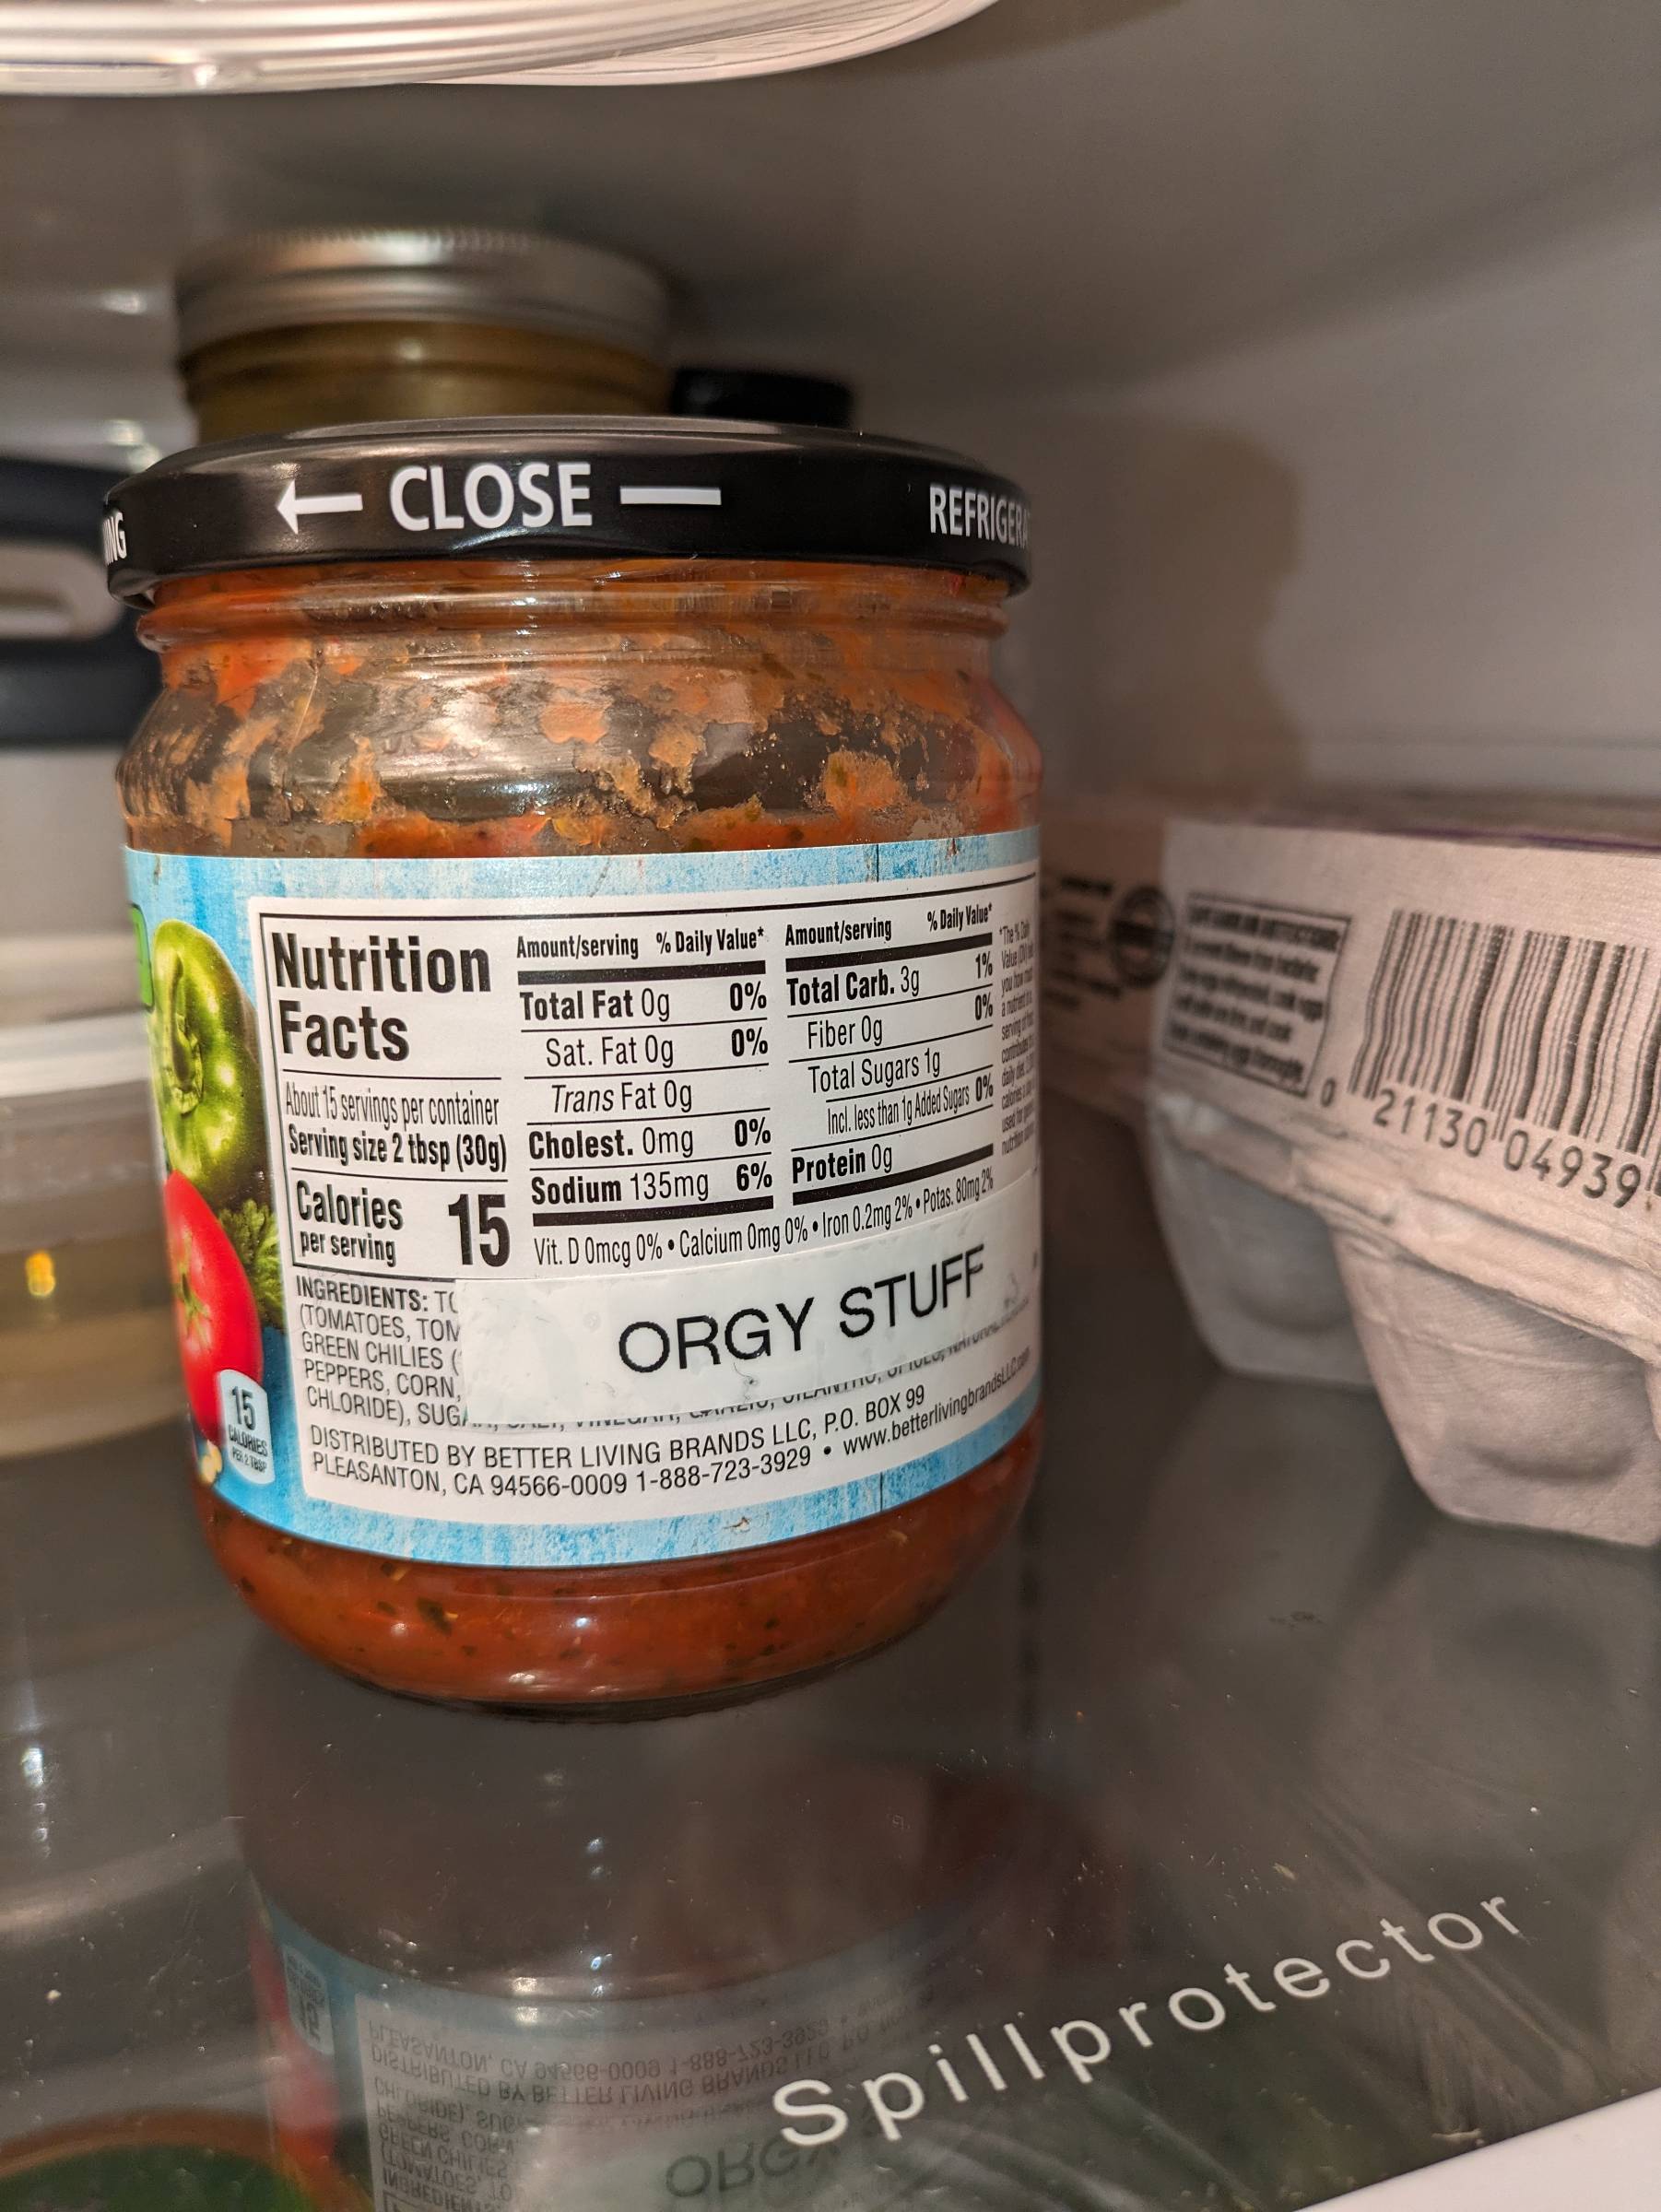 NG
← CLOSE —
REFRIGERA
Nutrition
Facts
About 15 servings per container
Serving size 2 tbsp (30g)
Calories 15
per serving
Amount/serving % Daily Value*
Total Fat 0g 0%
Sat. Fat 0g 0%
Trans Fat 0g
Cholest. 0mg 0%
Sodium 135mg 6%
Amount/serving % Daily Value*
Total Carb. 3g 1%
Fiber 0g 0%
Total Sugars 1g
Incl. less than 1g Added Sugars 0%
Protein 0g
Vit. D 0mcg 0% • Calcium 0mg 0% • Iron 0.2mg 2% • Potas. 80mg 2%
INGREDIENTS: TO
(TOMATOES, TOM
GREEN CHILIES (
PEPPERS, CORN,
CHLORIDE), SUGA
ORGY STUFF
DISTRIBUTED BY BETTER LIVING BRANDS LLC, P.O. BOX 99
PLEASANTON, CA 94566-0009 1-888-723-3929 • www.betterlivingbrandsLLC.com
15
CALORIES
PER 2 TBSP
0 21130 04939
Spillprotector